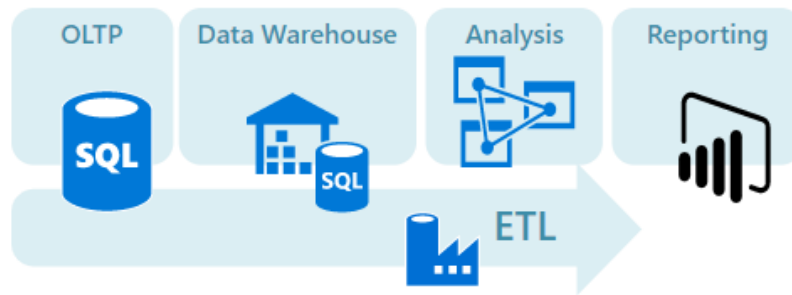 OLTP
Data Warehouse
Analysis
Reporting
SQL
SQL
ETL